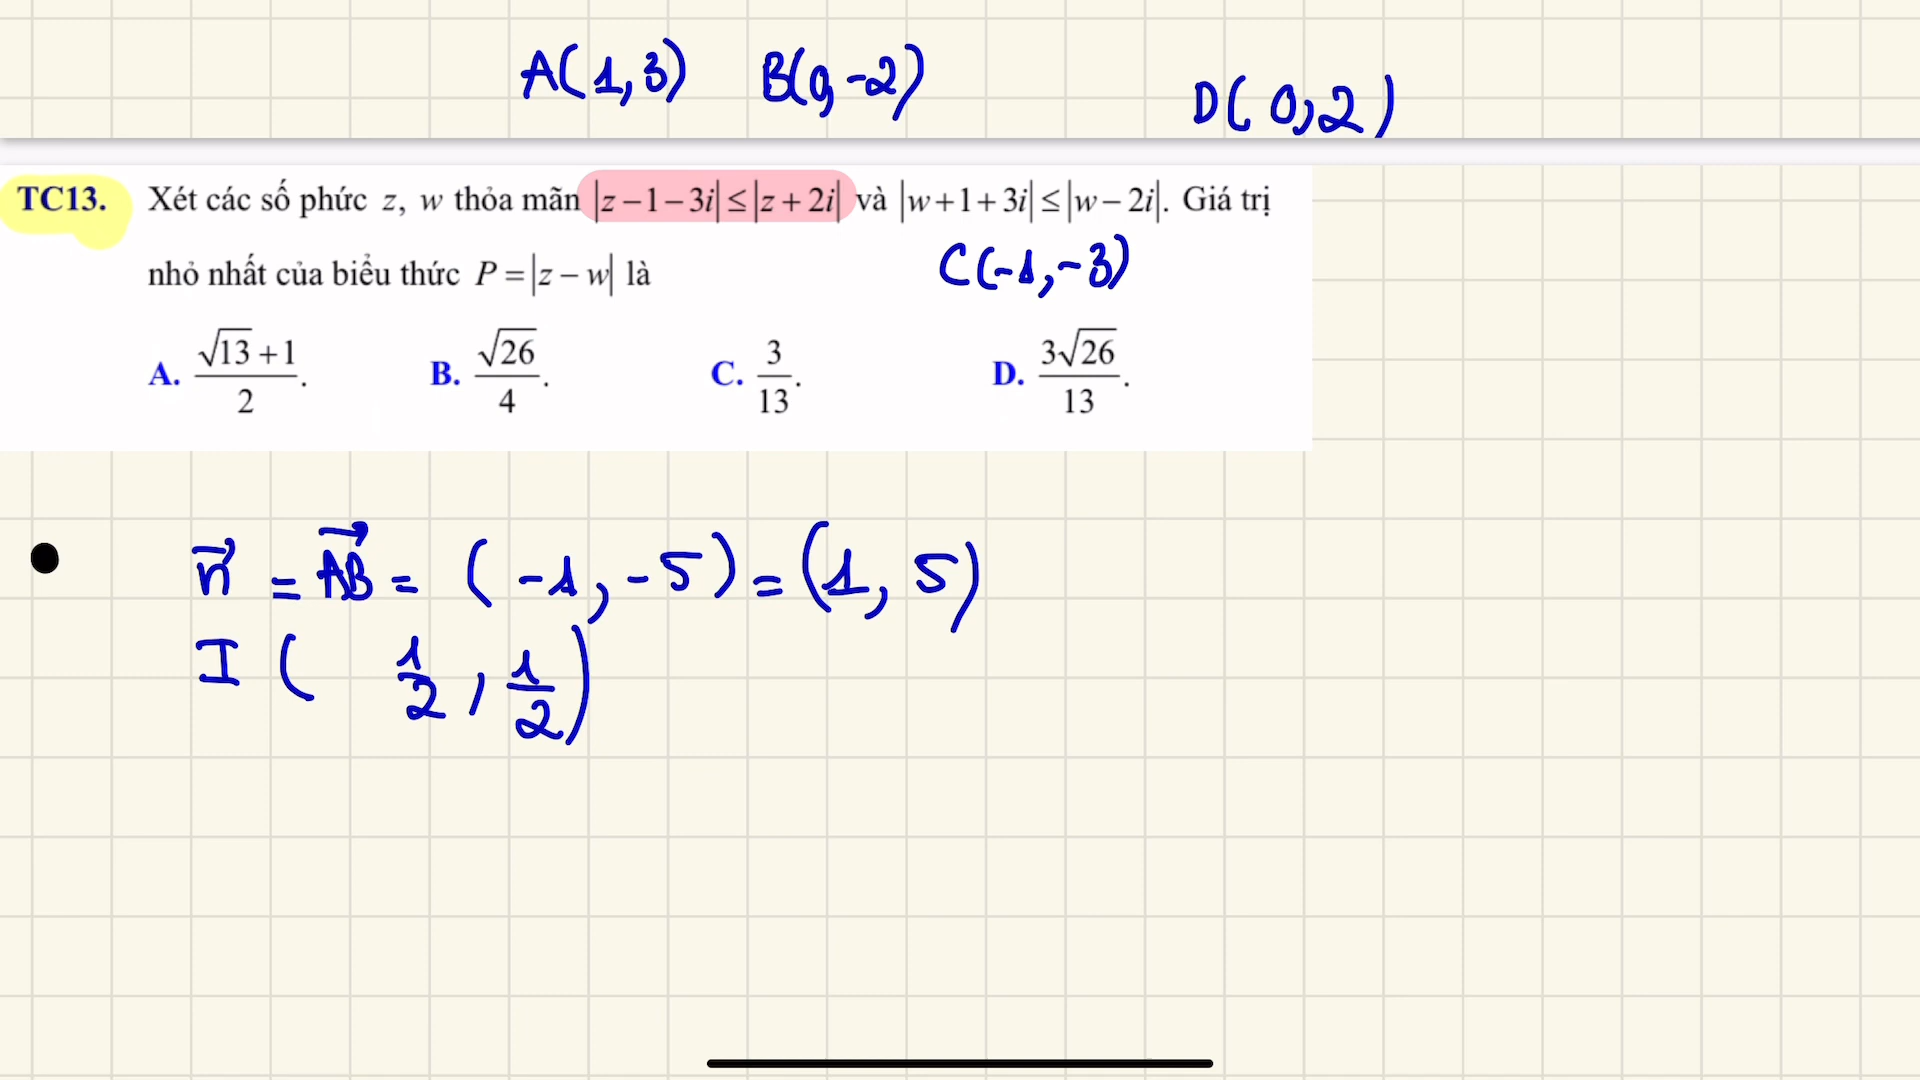 A(1,3) B(0,-2) D(0,2)
TC13. Xét các số phức z, w thỏa mãn |z−1−3i|≤|z+2i| và |w+1+3i|≤|w−2i|. Giá trị
nhỏ nhất của biểu thức P=|z−w| là
C(-1,-3)
A. (√13+1)/2. B. √26/4. C. 3/13. D. 3√26/13.
n⃗ = AB⃗ = (-1,-5) = (1,5)
I(1/2, 1/2)